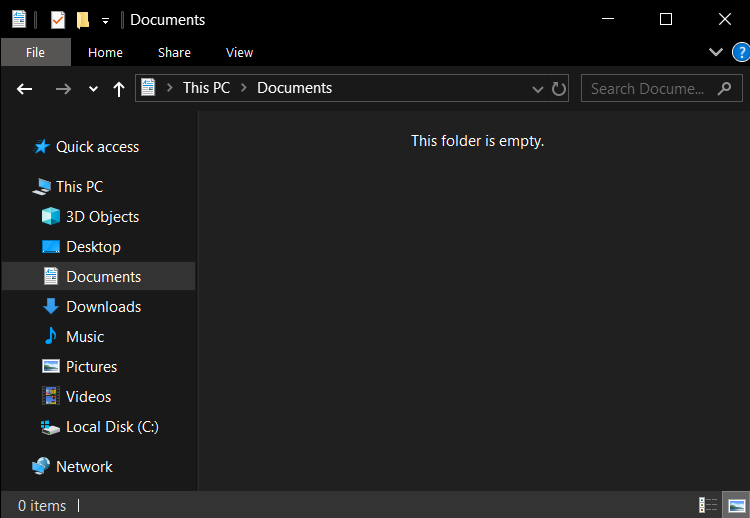 Documents
File Home Share View
?
This PC Documents
Search Docume...
Quick access
This PC
3D Objects
Desktop
Documents
Downloads
Music
Pictures
Videos
Local Disk (C:)
Network
This folder is empty.
0 items